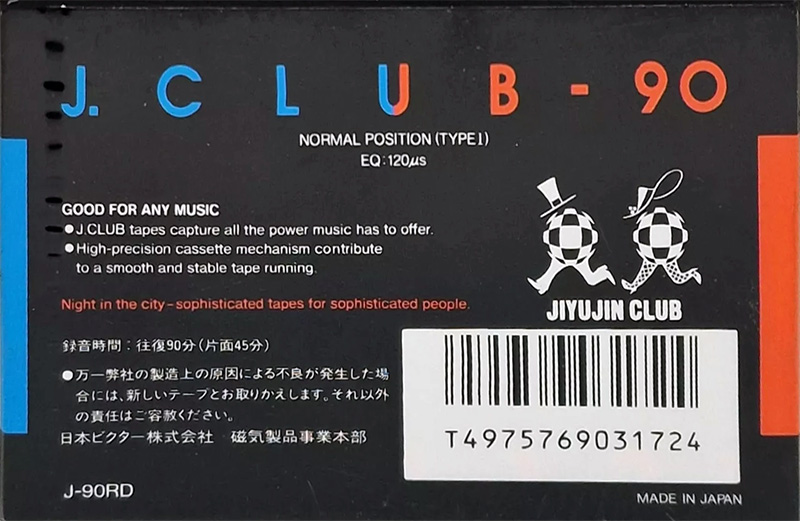 J. CLUB-90
NORMAL POSITION (TYPE I)
EQ:120μs
GOOD FOR ANY MUSIC
●J.CLUB tapes capture all the power music has to offer.
●High-precision cassette mechanism contribute
to a smooth and stable tape running.
Night in the city–sophisticated tapes for sophisticated people.
JIYUJIN CLUB
録音時間：往復90分（片面45分）
●万一弊社の製造上の原因による不良が発生した場
合には、新しいテープとお取りかえします。それ以外
の責任はご容赦ください。
日本ビクター株式会社 磁気製品事業本部
T4975769031724
J-90RD
MADE IN JAPAN